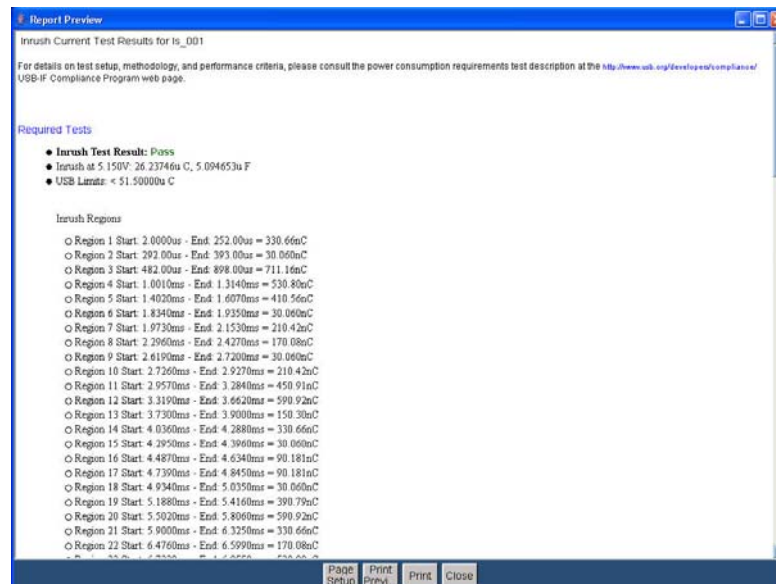 Report Preview
Inrush Current Test Results for Is_001
For details on test setup, methodology, and performance criteria, please consult the power consumption requirements test description at the http://www.usb.org/developers/compliance/
USB-IF Compliance Program web page.
Required Tests
Inrush Test Result: Pass
Inrush at 5.150V: 26.23746u C, 5.094653u F
USB Limits: < 51.50000u C
Inrush Regions
Region 1 Start: 2.0000us - End: 252.00us = 330.66nC
Region 2 Start: 292.00us - End: 393.00us = 30.060nC
Region 3 Start: 482.00us - End: 898.00us = 711.16nC
Region 4 Start: 1.0010ms - End: 1.3140ms = 530.80nC
Region 5 Start: 1.4020ms - End: 1.6070ms = 410.56nC
Region 6 Start: 1.8340ms - End: 1.9350ms = 30.060nC
Region 7 Start: 1.9730ms - End: 2.1530ms = 210.42nC
Region 8 Start: 2.2960ms - End: 2.4270ms = 170.08nC
Region 9 Start: 2.6190ms - End: 2.7200ms = 30.060nC
Region 10 Start: 2.7260ms - End: 2.9270ms = 210.42nC
Region 11 Start: 2.9570ms - End: 3.2840ms = 450.91nC
Region 12 Start: 3.3190ms - End: 3.6620ms = 590.92nC
Region 13 Start: 3.7300ms - End: 3.9000ms = 150.30nC
Region 14 Start: 4.0360ms - End: 4.2880ms = 330.66nC
Region 15 Start: 4.2950ms - End: 4.3960ms = 30.060nC
Region 16 Start: 4.4870ms - End: 4.6340ms = 90.181nC
Region 17 Start: 4.7390ms - End: 4.8450ms = 90.181nC
Region 18 Start: 4.9340ms - End: 5.0350ms = 30.060nC
Region 19 Start: 5.1880ms - End: 5.4160ms = 390.79nC
Region 20 Start: 5.5020ms - End: 5.8060ms = 590.92nC
Region 21 Start: 5.9000ms - End: 6.3250ms = 330.66nC
Region 22 Start: 6.4760ms - End: 6.5990ms = 170.08nC
Page Setup
Print Previ...
Print
Close